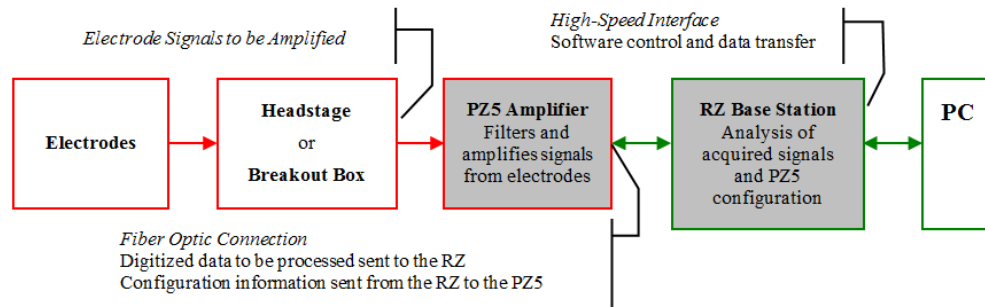 Electrode Signals to be Amplified
High-Speed Interface
Software control and data transfer
Electrodes
Headstage
or
Breakout Box
PZ5 Amplifier
Filters and
amplifies signals
from electrodes
RZ Base Station
Analysis of
acquired signals
and PZ5
configuration
PC
Fiber Optic Connection
Digitized data to be processed sent to the RZ
Configuration information sent from the RZ to the PZ5